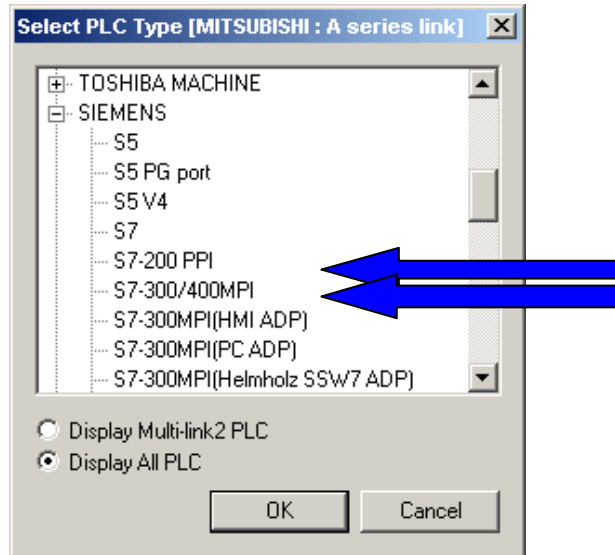 Select PLC Type [MITSUBISHI : A series link]
TOSHIBA MACHINE
SIEMENS
S5
S5 PG port
S5 V4
S7
S7-200 PPI
S7-300/400MPI
S7-300MPI(HMI ADP)
S7-300MPI(PC ADP)
S7-300MPI(Helmholz SSW7 ADP)
Display Multi-link2 PLC
Display All PLC
OK
Cancel